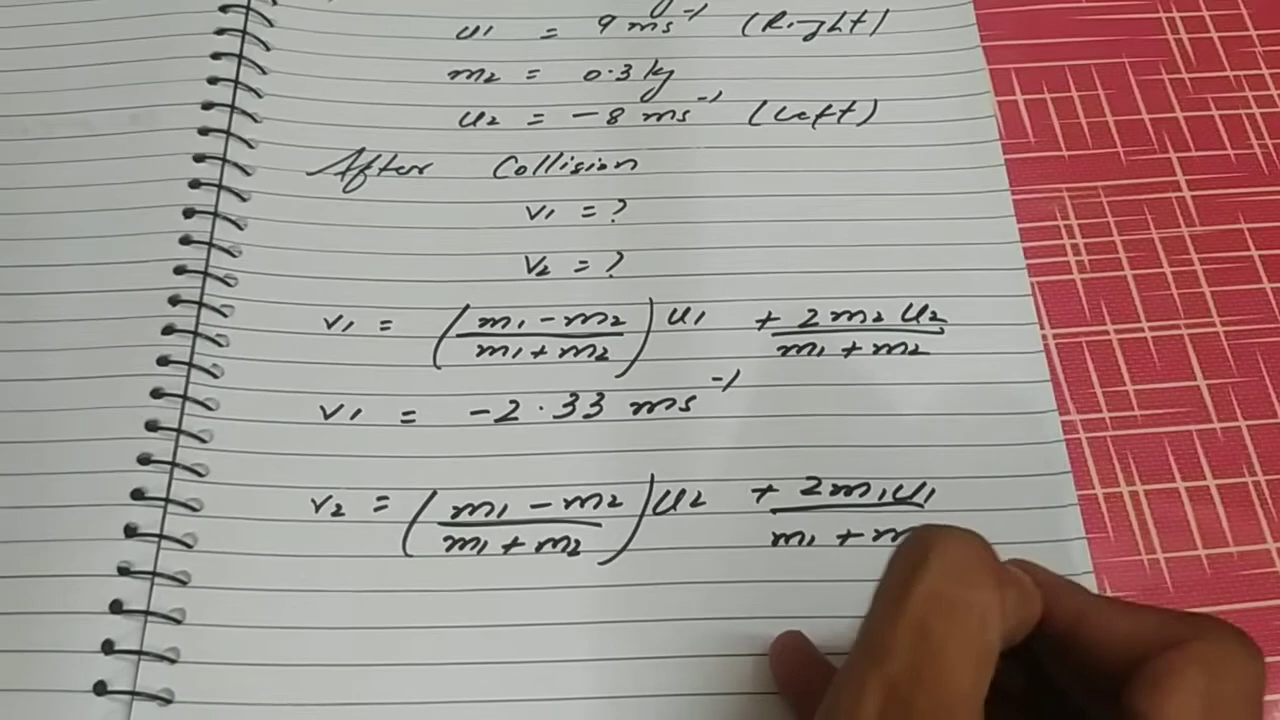 u₁ = 9 ms⁻¹ (Right)
m₂ = 0.3 kg
u₂ = -8 ms⁻¹ (Left)
After Collision
v₁ = ?
v₂ = ?
v₁ = (m₁ - m₂ / m₁ + m₂) u₁ + 2m₂u₂ / m₁ + m₂
v₁ = -2.33 ms⁻¹
v₂ = (m₁ - m₂ / m₁ + m₂) u₂ + 2m₁u₁ / m₁ + m